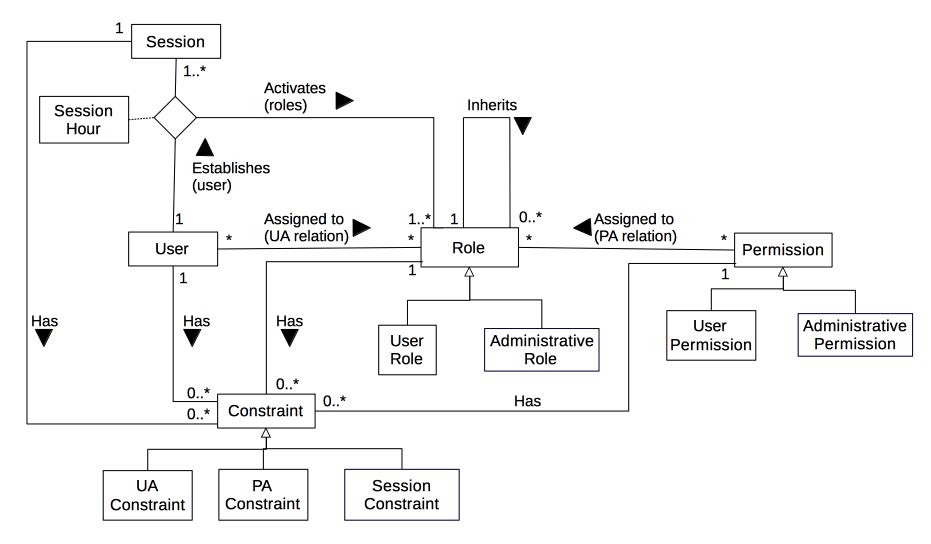 1
Session
1..*
Activates
(roles)
Inherits
Session
Hour
Establishes
(user)
1
Assigned to
(UA relation)
1..*
1
0..*
Assigned to
(PA relation)
User
*
*
Role
*
*
Permission
1
1
1
Has
Has
Has
User
Role
Administrative
Role
User
Permission
Administrative
Permission
0..*
0..*
0..*
0..*
Has
Constraint
UA
Constraint
PA
Constraint
Session
Constraint